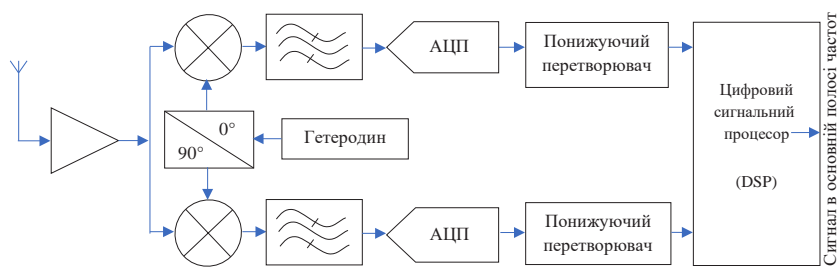 АЦП
Понижуючий
перетворювач
0°
90°
Гетеродин
АЦП
Понижуючий
перетворювач
Цифровий
сигнальний
процесор
(DSP)
Сигнал в основній полосі частот